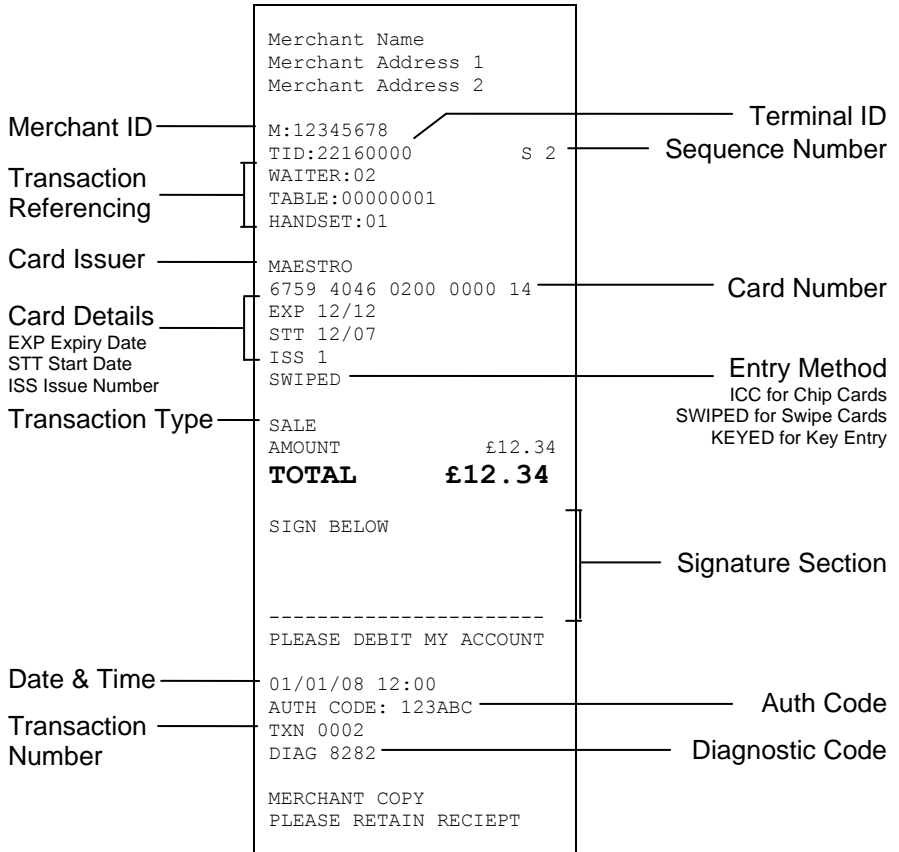 Merchant Name
Merchant Address 1
Merchant Address 2
Merchant ID
M:12345678
Terminal ID
TID:22160000 S 2
Sequence Number
Transaction
Referencing
WAITER:02
TABLE:00000001
HANDSET:01
Card Issuer
MAESTRO
6759 4046 0200 0000 14
Card Number
Card Details
EXP Expiry Date
STT Start Date
ISS Issue Number
EXP 12/12
STT 12/07
ISS 1
SWIPED
Entry Method
ICC for Chip Cards
SWIPED for Swipe Cards
KEYED for Key Entry
Transaction Type
SALE
AMOUNT £12.34
TOTAL £12.34
SIGN BELOW
Signature Section
----------------------
PLEASE DEBIT MY ACCOUNT
Date & Time
01/01/08 12:00
AUTH CODE: 123ABC
Auth Code
Transaction
Number
TXN 0002
DIAG 8282
Diagnostic Code
MERCHANT COPY
PLEASE RETAIN RECIEPT